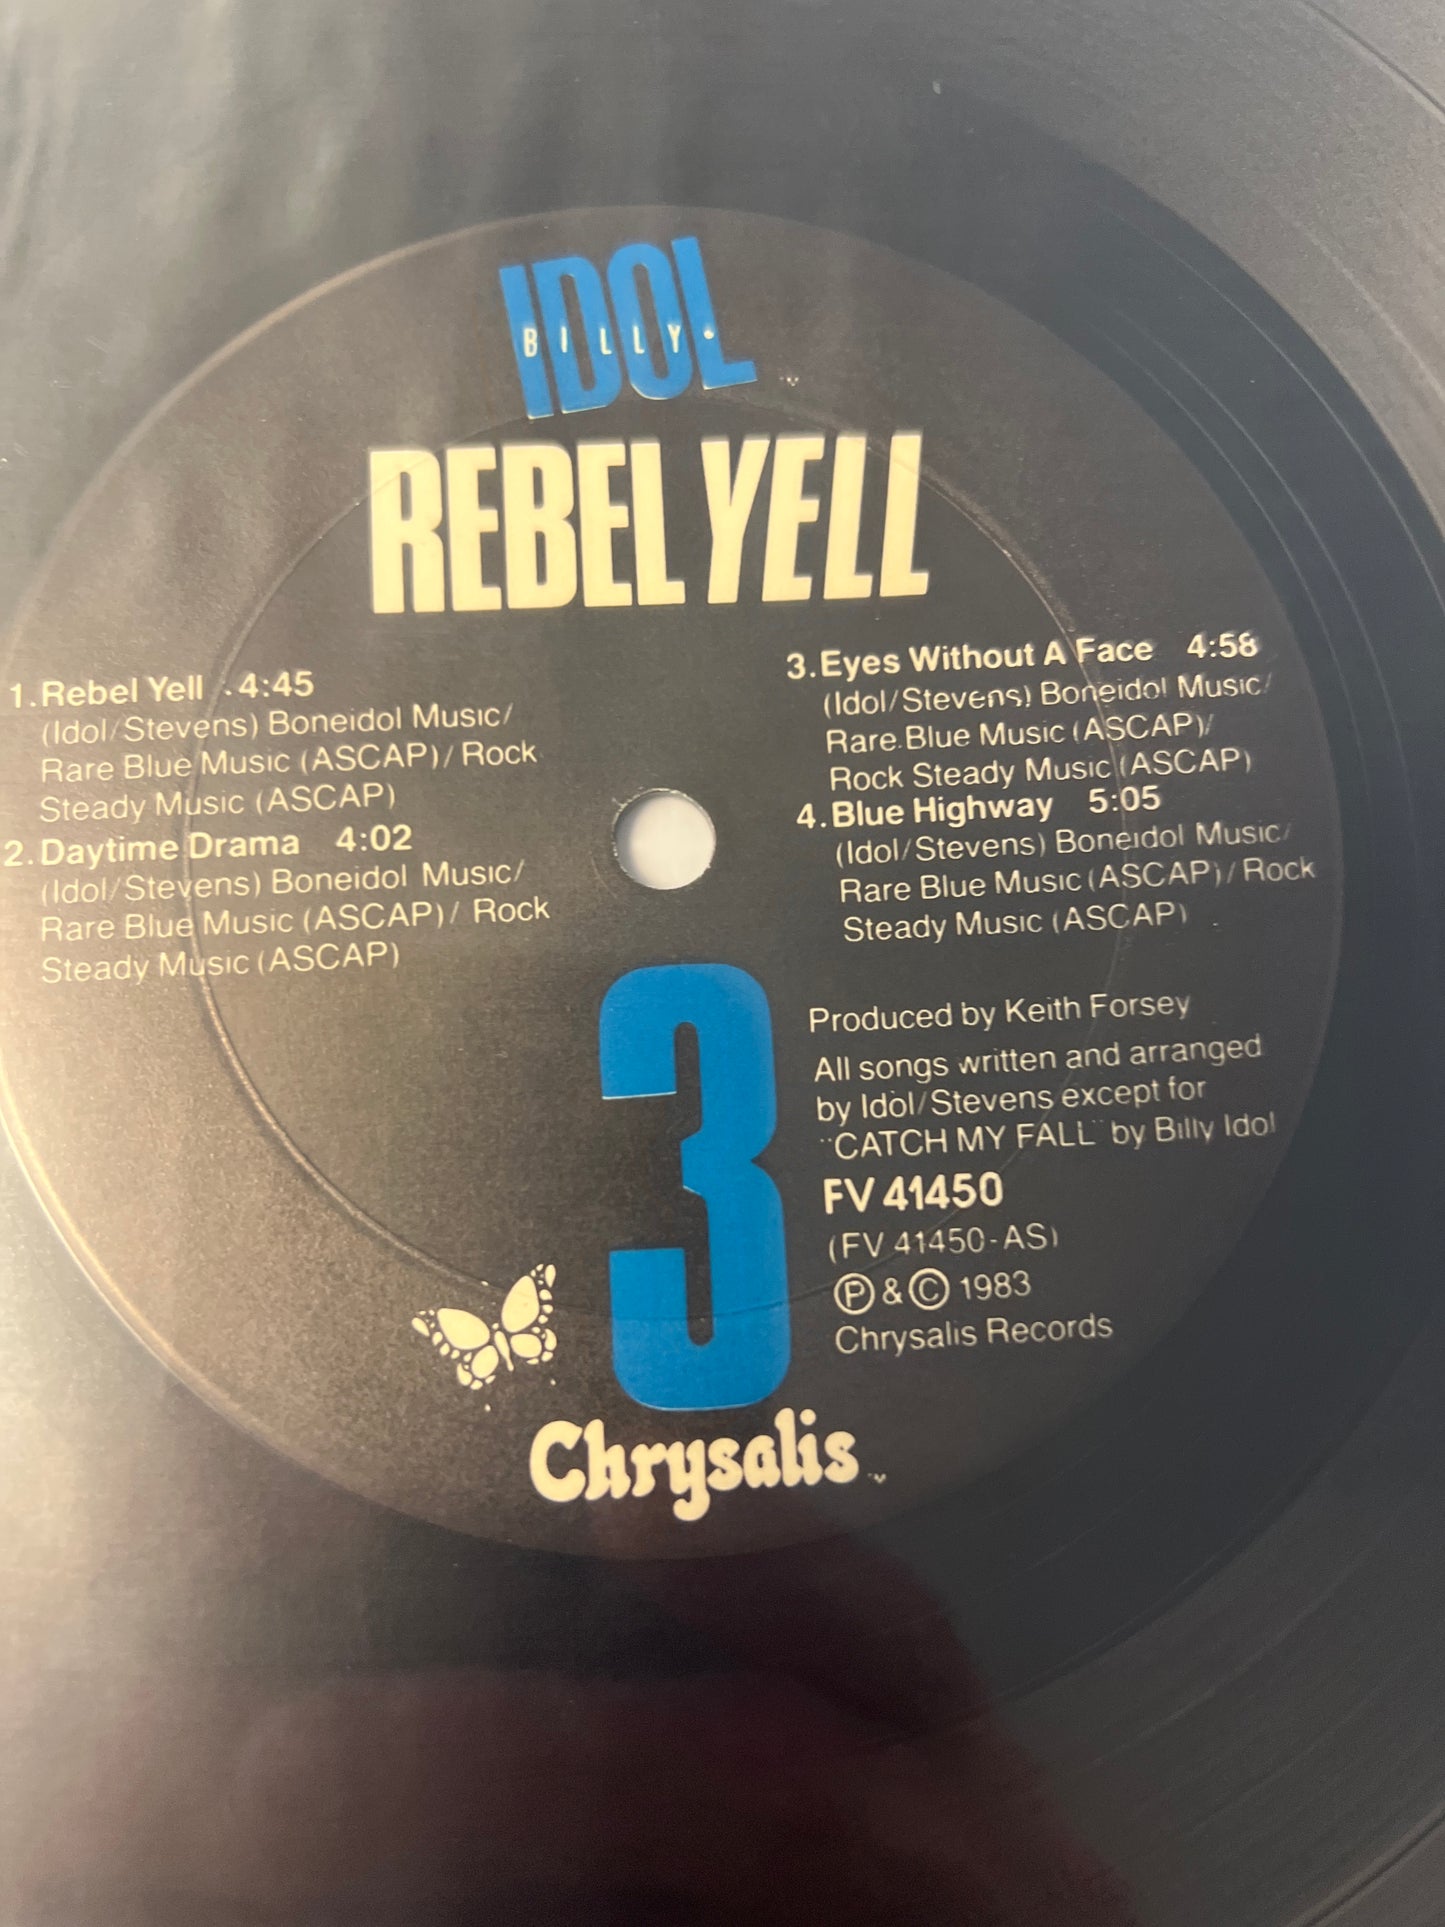 IDOL
BILLY
REBEL YELL
1. Rebel Yell 4:45
(Idol/Stevens) Boneidol Music/
Rare Blue Music (ASCAP)/ Rock
Steady Music (ASCAP)
2. Daytime Drama 4:02
(Idol/Stevens) Boneidol Music/
Rare Blue Music (ASCAP)/ Rock
Steady Music (ASCAP)
3. Eyes Without A Face 4:58
(Idol/Stevens) Boneidol Music/
Rare Blue Music (ASCAP)/
Rock Steady Music (ASCAP)
4. Blue Highway 5:05
(Idol/Stevens) Boneidol Music/
Rare Blue Music (ASCAP)/ Rock
Steady Music (ASCAP)
3
Produced by Keith Forsey
All songs written and arranged
by Idol/Stevens except for
"CATCH MY FALL" by Billy Idol
FV 41450
(FV 41450-AS)
Ⓟ & © 1983
Chrysalis Records
Chrysalis